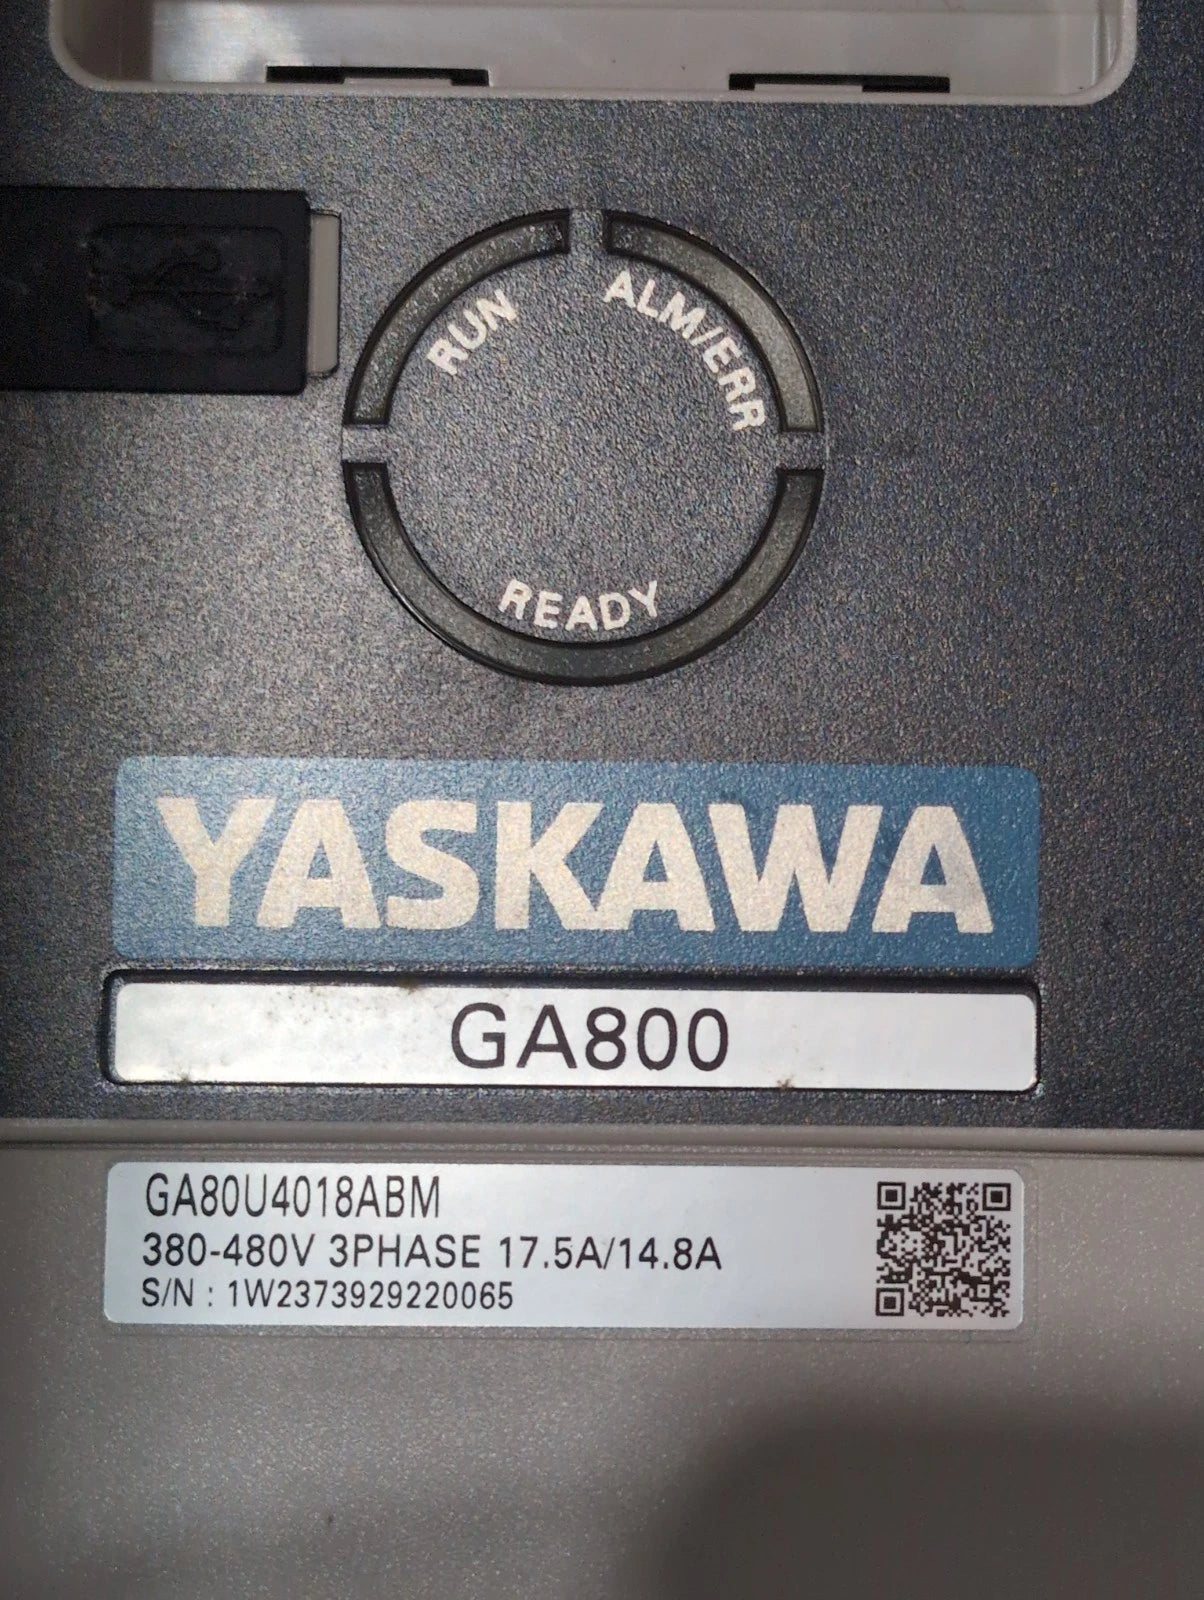 RUN
ALM/ERR
READY
YASKAWA
GA800
GA80U4018ABM
380-480V 3PHASE 17.5A/14.8A
S/N : 1W2373929220065